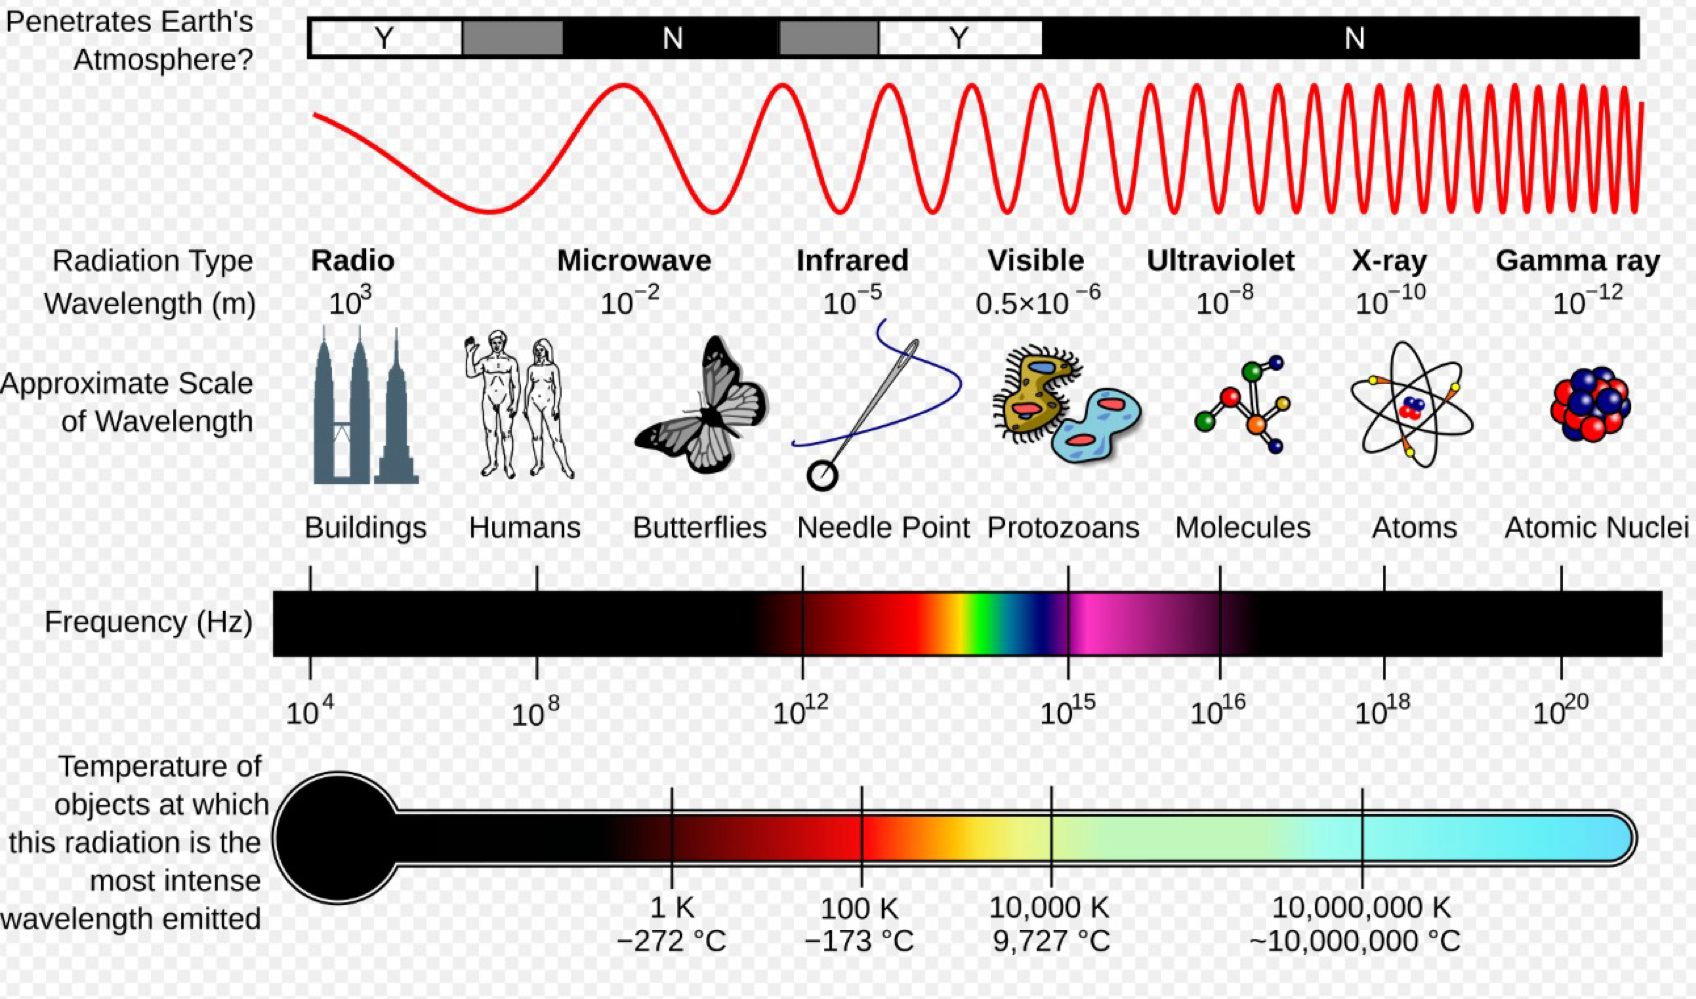 Penetrates Earth's
Atmosphere?
Y N Y N
Radiation Type Radio Microwave Infrared Visible Ultraviolet X-ray Gamma ray
Wavelength (m) 10³ 10⁻² 10⁻⁵ 0.5×10⁻⁶ 10⁻⁸ 10⁻¹⁰ 10⁻¹²
Approximate Scale
of Wavelength
Buildings Humans Butterflies Needle Point Protozoans Molecules Atoms Atomic Nuclei
Frequency (Hz)
10⁴ 10⁸ 10¹² 10¹⁵ 10¹⁶ 10¹⁸ 10²⁰
Temperature of
objects at which
this radiation is the
most intense
wavelength emitted
1 K 100 K 10,000 K 10,000,000 K
−272 °C −173 °C 9,727 °C ~10,000,000 °C